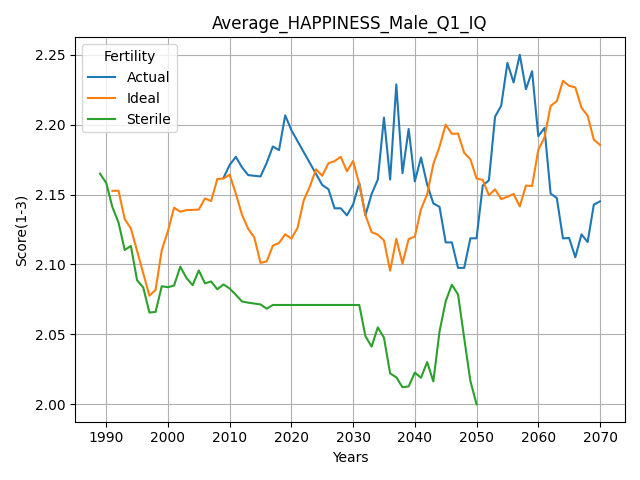 Average_HAPPINESS_Male_Q1_IQ
Fertility
Actual
Ideal
Sterile
Score(1-3)
2.25
2.20
2.15
2.10
2.05
2.00
1990 2000 2010 2020 2030 2040 2050 2060 2070
Years